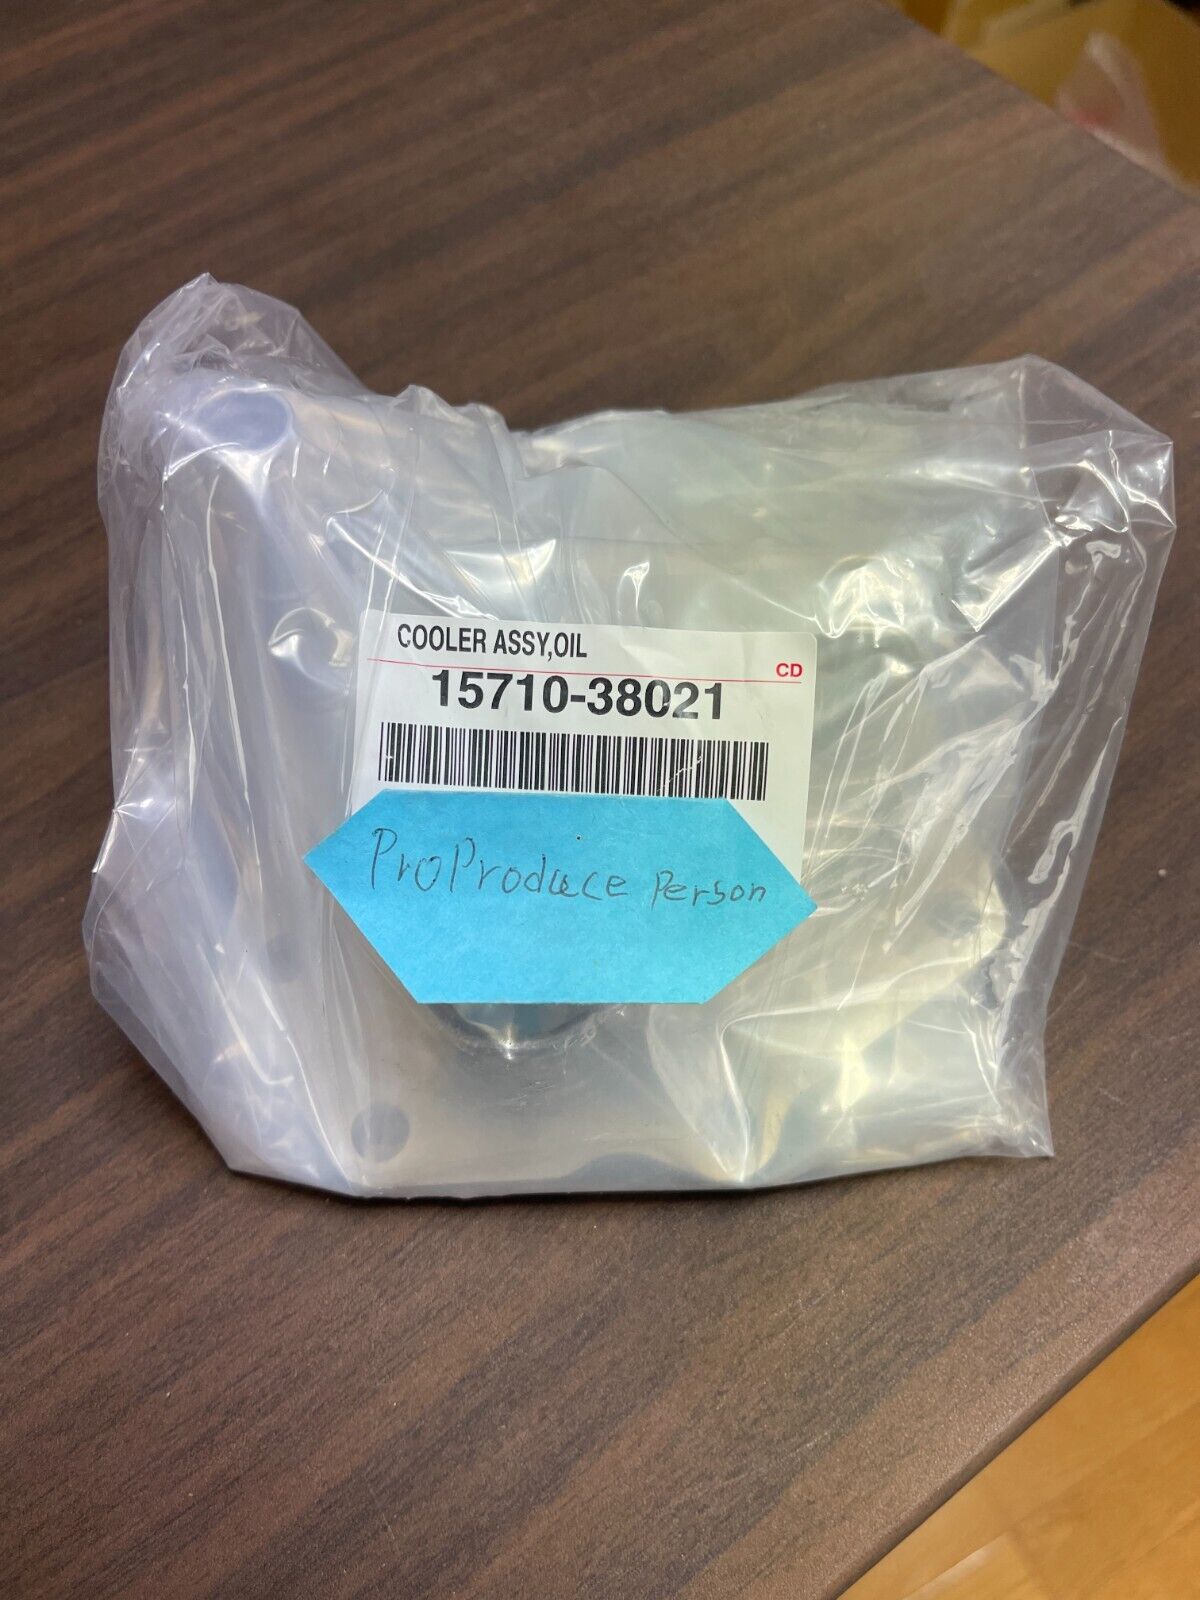 COOLER ASSY,OIL
CD
15710-38021
ProProduce Person